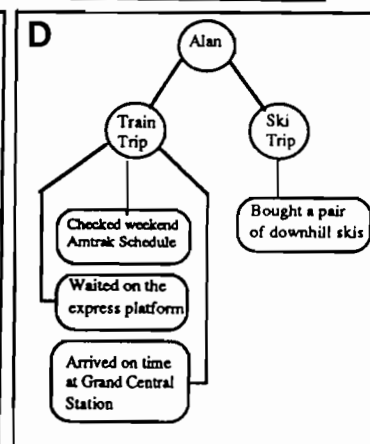 D
Alan
Train
Trip
Ski
Trip
Checked weekend
Amtrak Schedule
Bought a pair
of downhill skis
Waited on the
express platform
Arrived on time
at Grand Central
Station